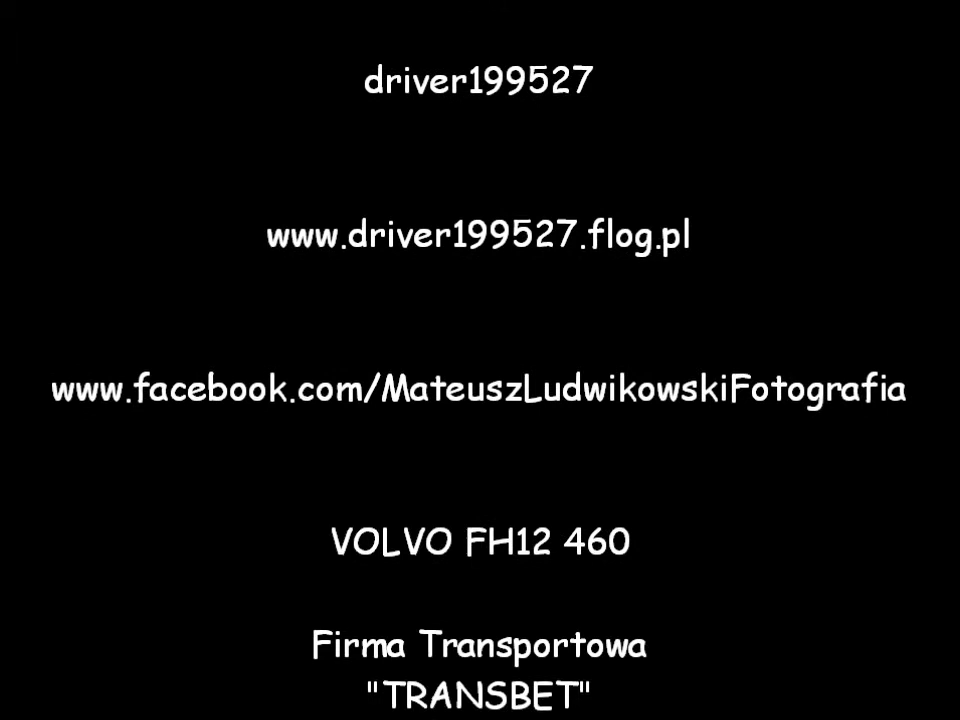 driver199527
www.driver199527.flog.pl
www.facebook.com/MateuszLudwikowskiFotografia
VOLVO FH12 460
Firma Transportowa
"TRANSBET"